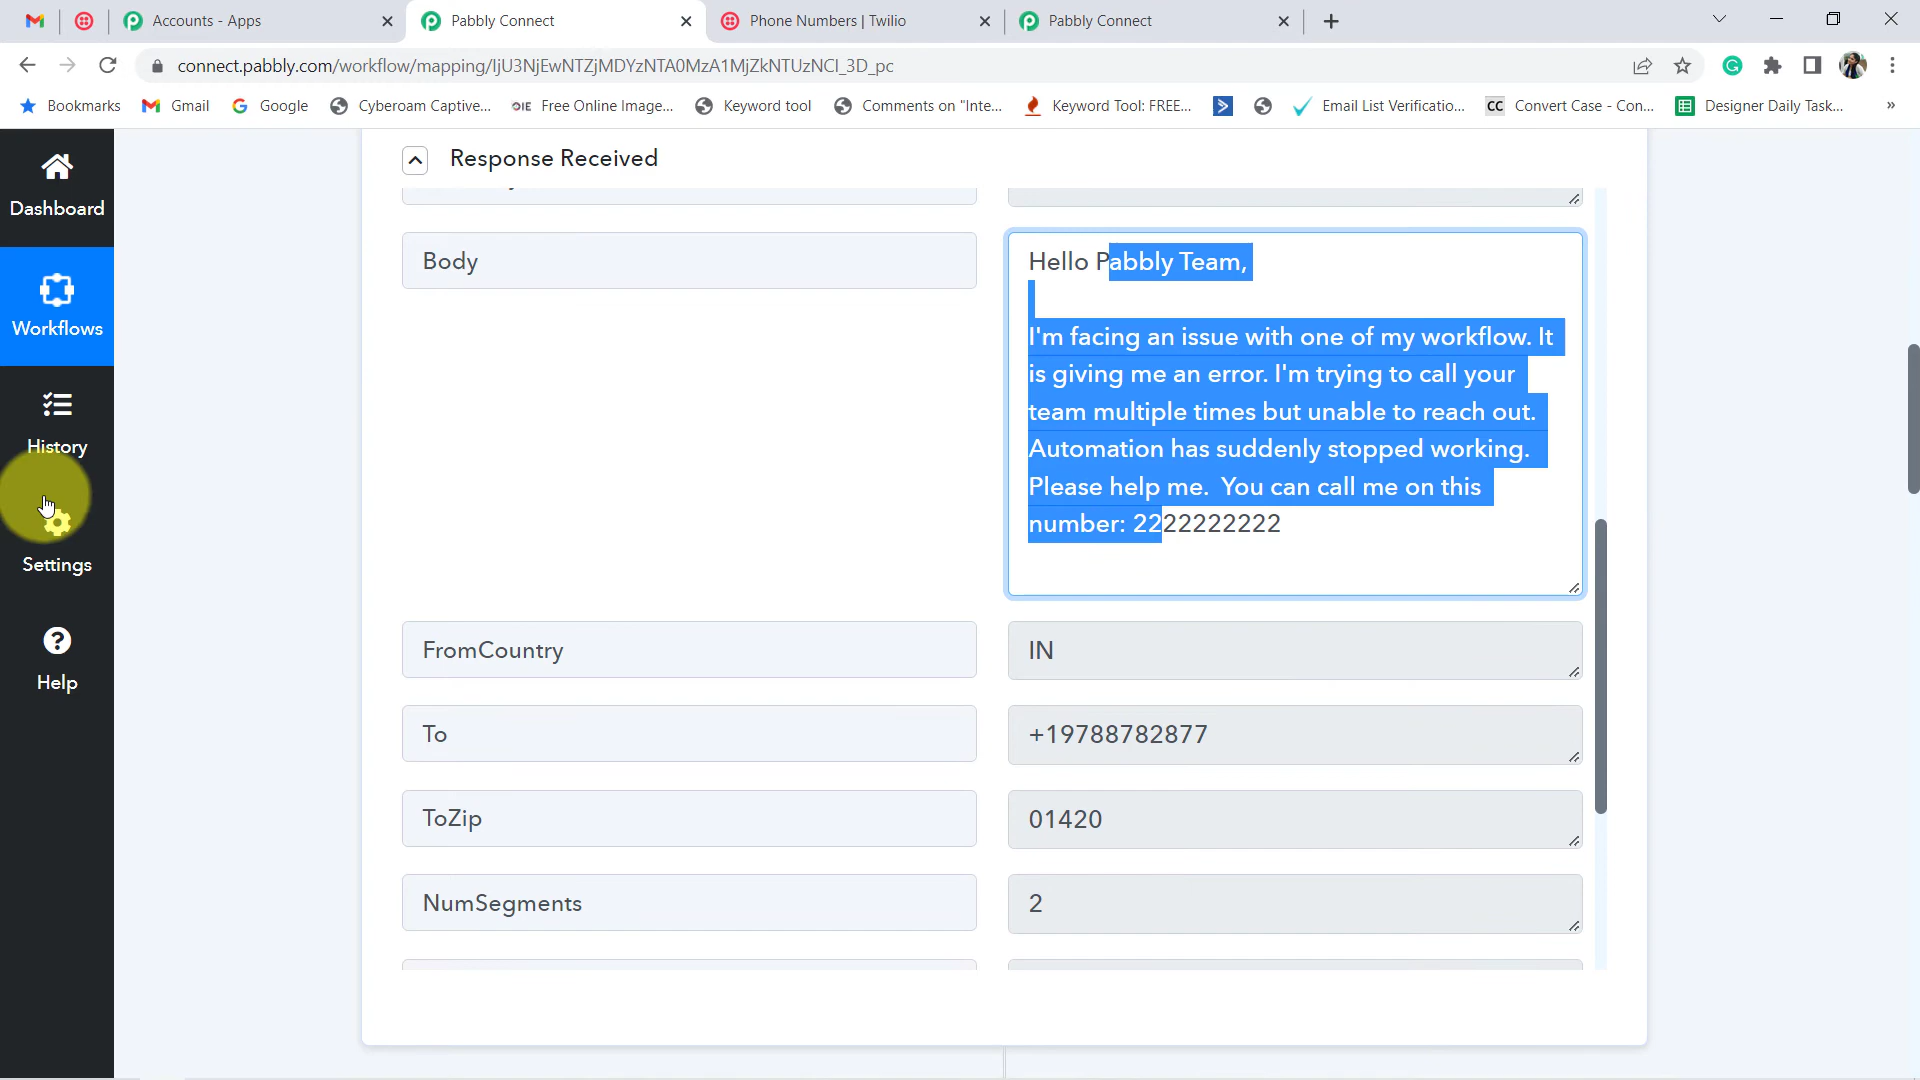 Accounts - Apps
Pabbly Connect
Phone Numbers | Twilio
Pabbly Connect
connect.pabbly.com/workflow/mapping/IjU3NjEwNTZjMDYzNTA0MzA1MjZkNTUzNCI_3D_pc
Bookmarks
Gmail
Google
Cyberoam Captive...
OIE Free Online Image...
Keyword tool
Comments on "Inte...
Keyword Tool: FREE...
Email List Verificatio...
CC Convert Case - Con...
Designer Daily Task...
»
Dashboard
Workflows
History
Settings
Help
Response Received
Body
Hello Pabbly Team,
I'm facing an issue with one of my workflow. It
is giving me an error. I'm trying to call your
team multiple times but unable to reach out.
Automation has suddenly stopped working.
Please help me.  You can call me on this
number: 2222222222
FromCountry
IN
To
+19788782877
ToZip
01420
NumSegments
2